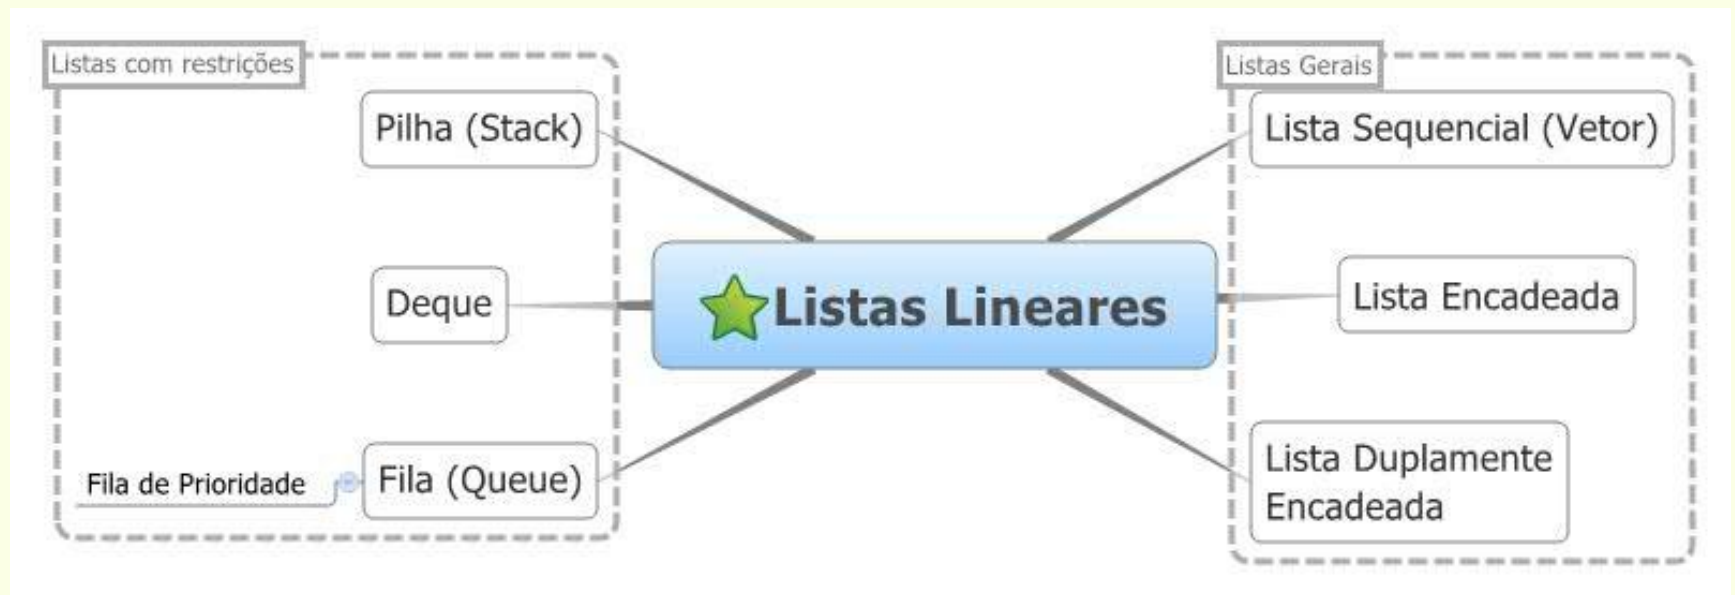 Listas com restrições
Pilha (Stack)
Deque
Fila (Queue)
Fila de Prioridade
Listas Lineares
Listas Gerais
Lista Sequencial (Vetor)
Lista Encadeada
Lista Duplamente
Encadeada